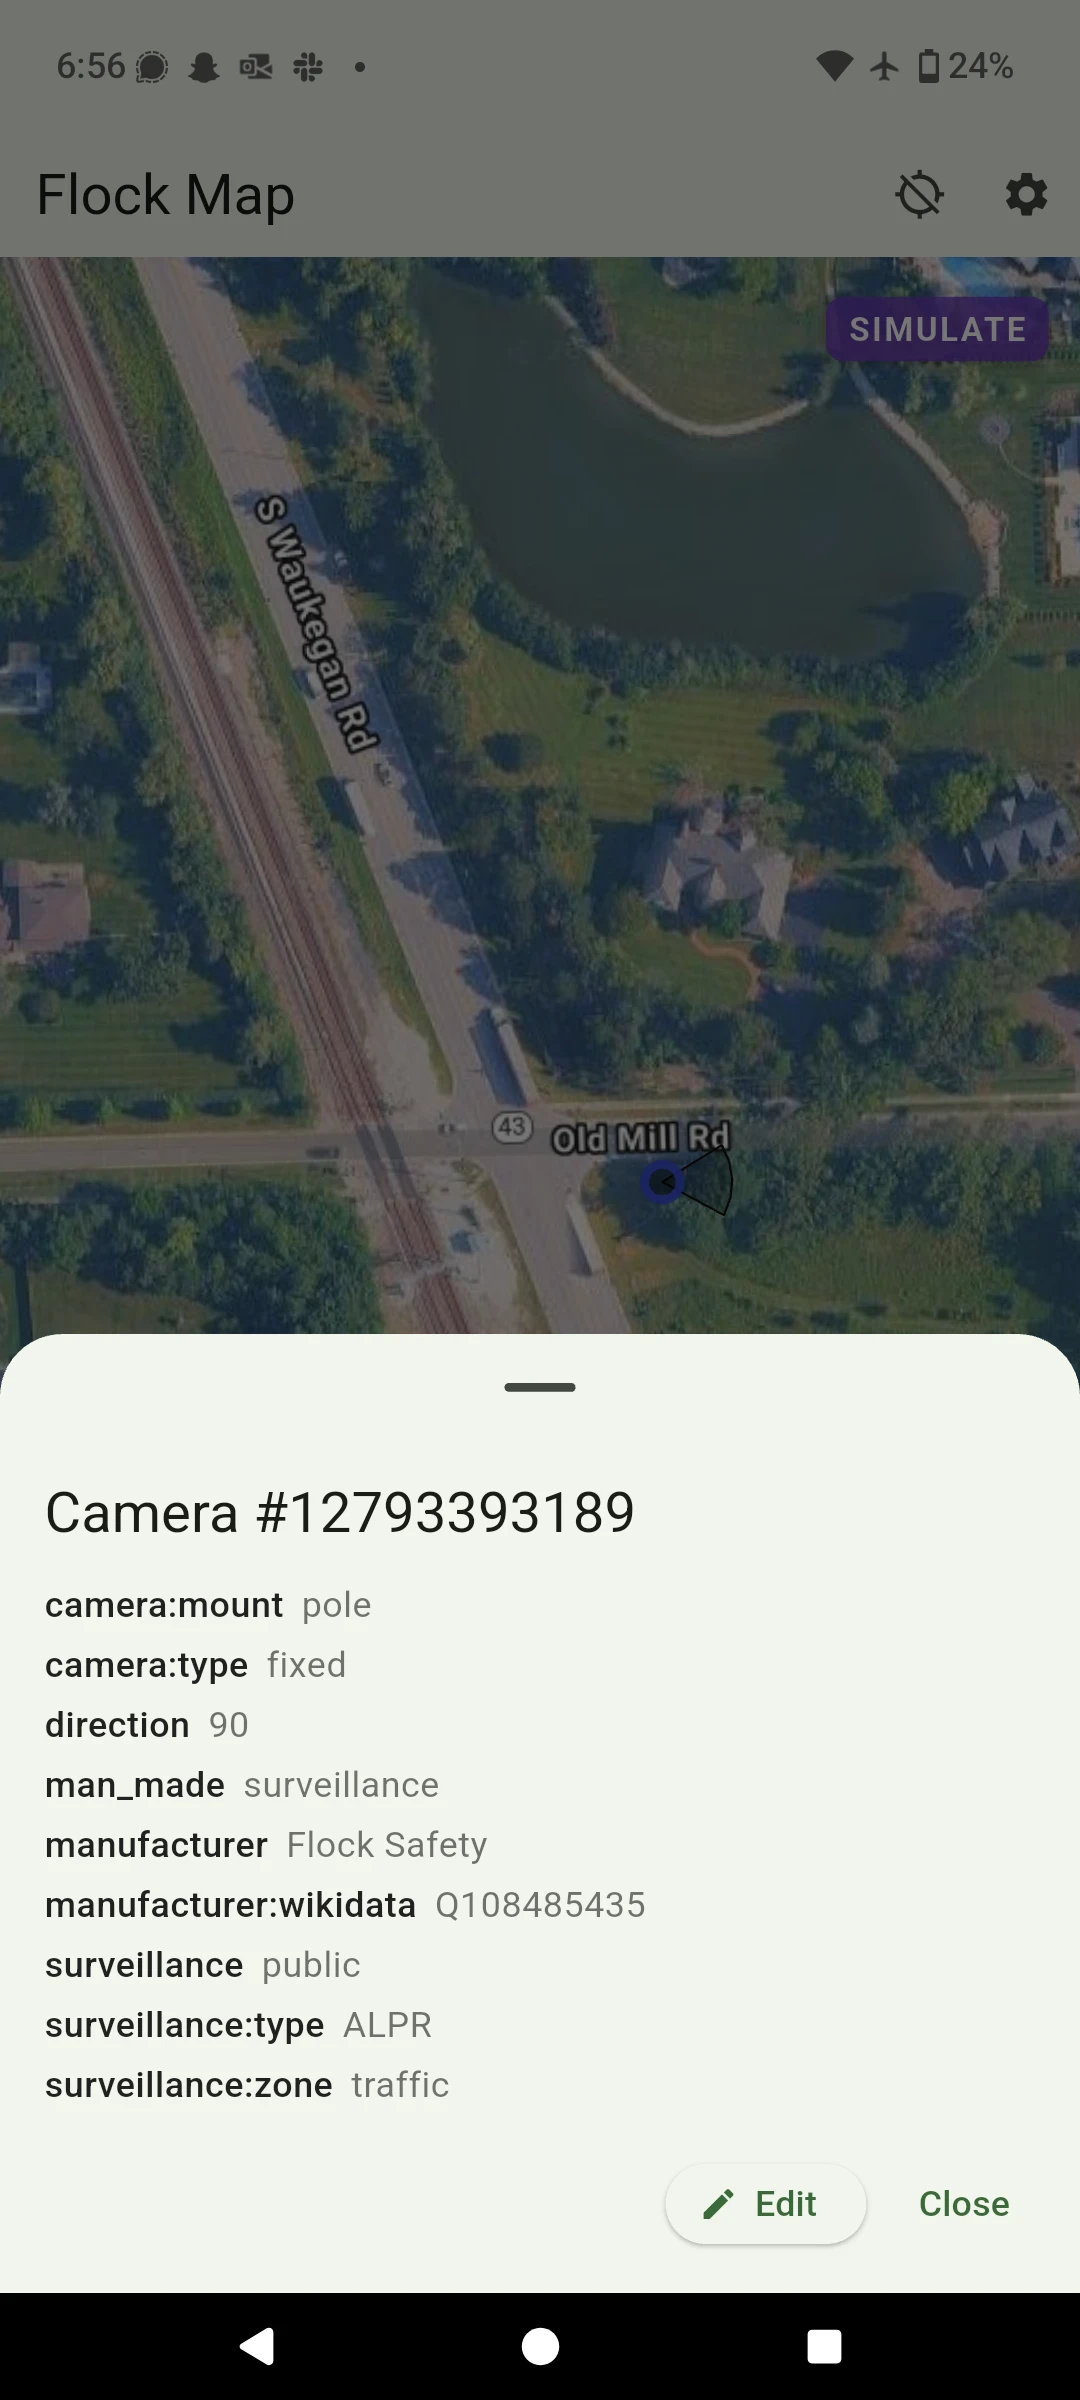 6:56
24%
Flock Map
SIMULATE
S Waukegan Rd
43
Old Mill Rd
Camera #12793393189
camera:mount pole
camera:type fixed
direction 90
man_made surveillance
manufacturer Flock Safety
manufacturer:wikidata Q108485435
surveillance public
surveillance:type ALPR
surveillance:zone traffic
Edit
Close